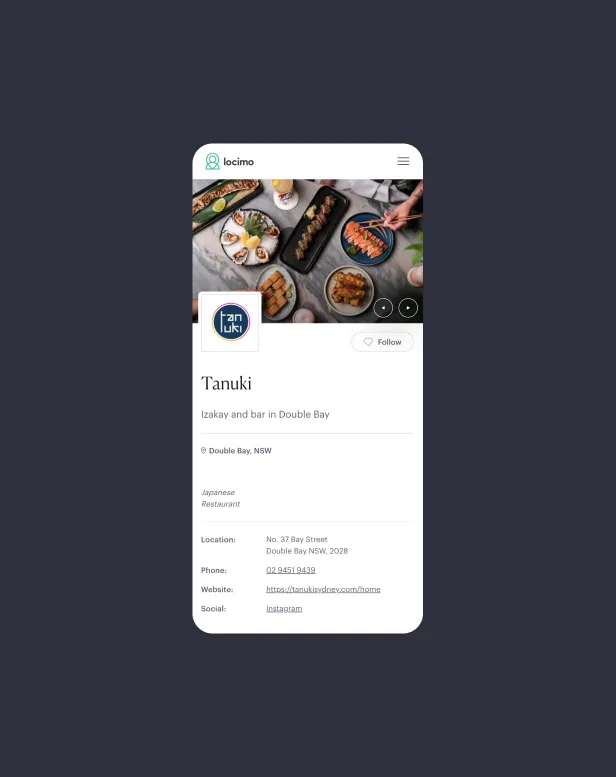 locimo
tan
uki
Follow
Tanuki
Izakay and bar in Double Bay
Double Bay, NSW
Japanese
Restaurant
Location:
No. 37 Bay Street
Double Bay NSW, 2028
Phone:
02 9451 9439
Website:
https://tanukisydney.com/home
Social:
Instagram